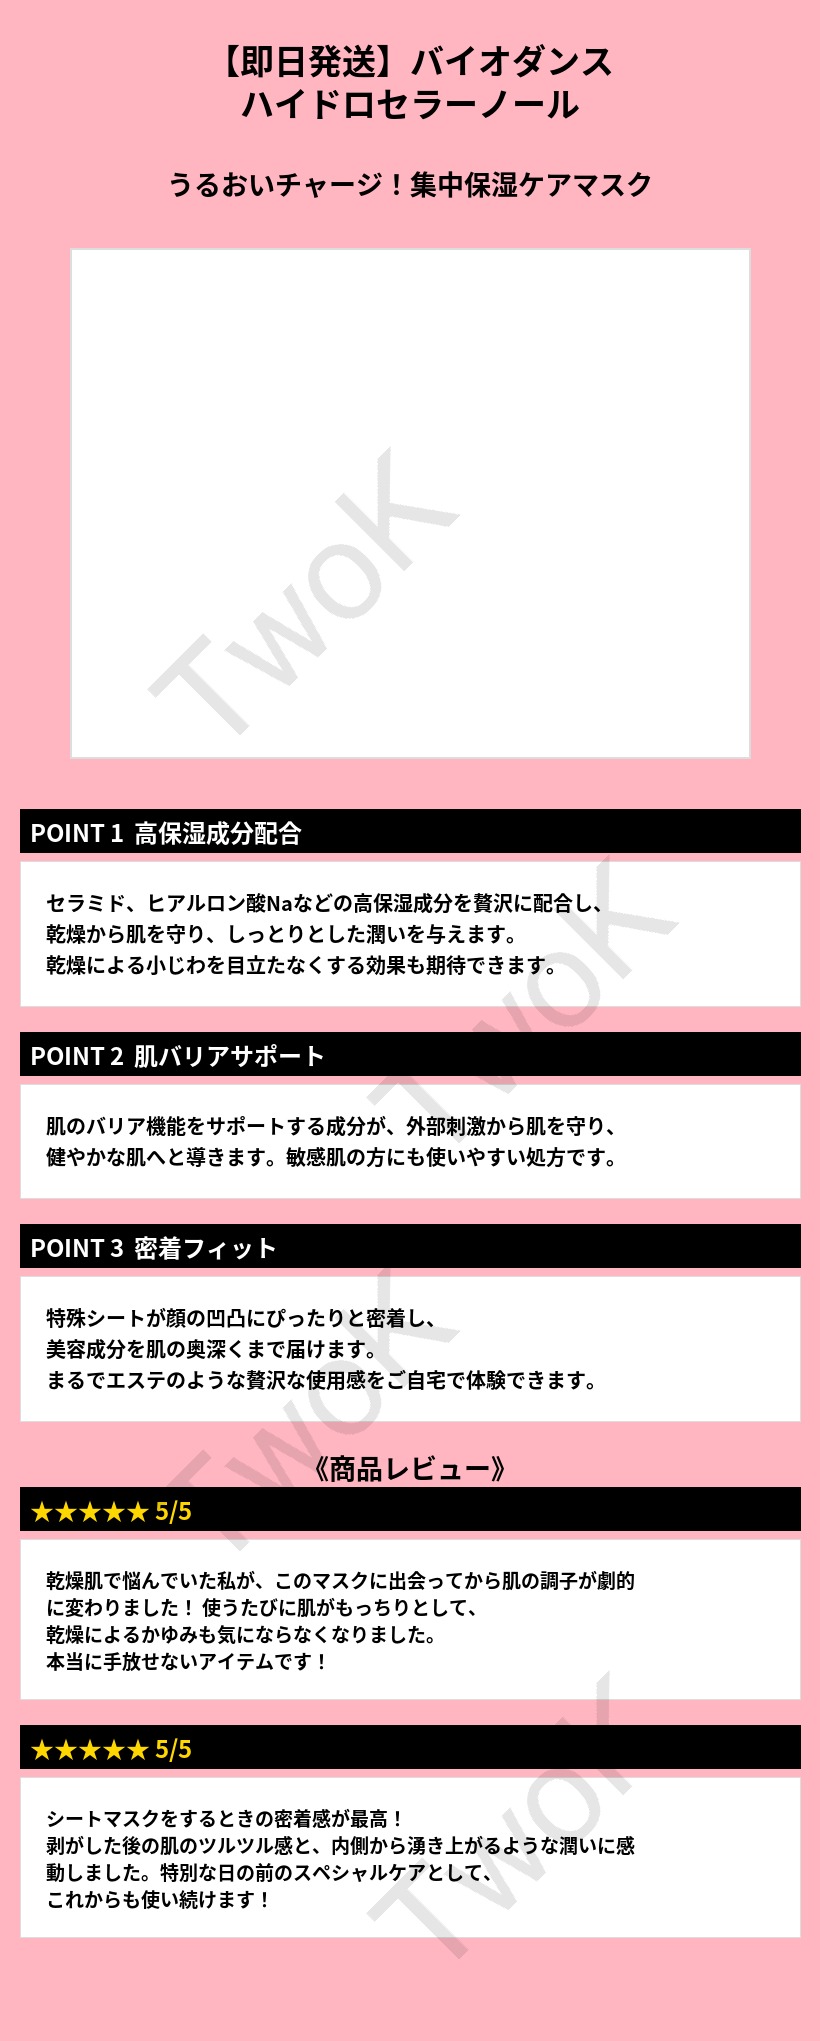 【即日発送】バイオダンス
ハイドロセラーノール
うるおいチャージ！集中保湿ケアマスク
TwoK
POINT 1 高保湿成分配合
セラミド、ヒアルロン酸Naなどの高保湿成分を贅沢に配合し、
乾燥から肌を守り、しっとりとした潤いを与えます。
乾燥による小じわを目立たなくする効果も期待できます。
TwoK
POINT 2 肌バリアサポート
肌のバリア機能をサポートする成分が、外部刺激から肌を守り、
健やかな肌へと導きます。敏感肌の方にも使いやすい処方です。
POINT 3 密着フィット
特殊シートが顔の凹凸にぴったりと密着し、
美容成分を肌の奥深くまで届けます。
まるでエステのような贅沢な使用感をご自宅で体験できます。
TwoK
《商品レビュー》
★★★★★ 5/5
乾燥肌で悩んでいた私が、このマスクに出会ってから肌の調子が劇的
に変わりました！ 使うたびに肌がもっちりとして、
乾燥によるかゆみも気にならなくなりました。
本当に手放せないアイテムです！
★★★★★ 5/5
シートマスクをするときの密着感が最高！
剥がした後の肌のツルツル感と、内側から湧き上がるような潤いに感
動しました。特別な日の前のスペシャルケアとして、
これからも使い続けます！
TwoK